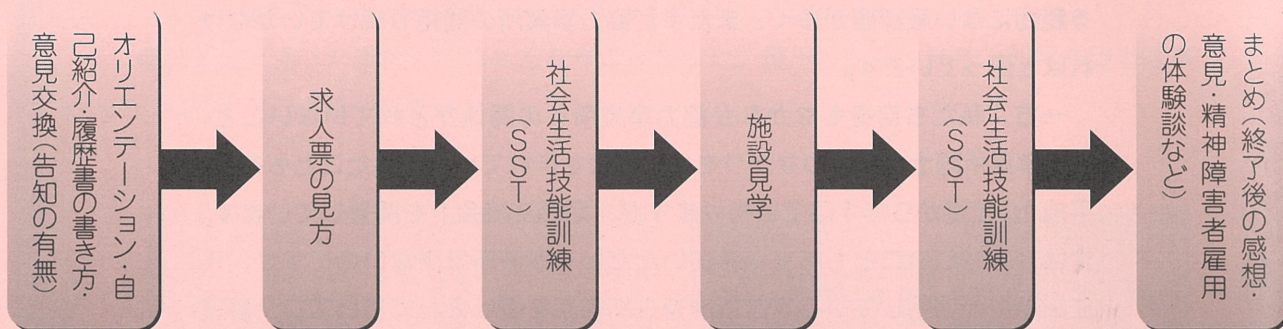 オリエンテーション・自
己紹介・履歴書の書き方・
意見交換（告知の有無）
求人票の見方
社会生活技能訓練
（ＳＳＴ）
施設見学
社会生活技能訓練
（ＳＳＴ）
まとめ（終了後の感想・
意見・精神障害者雇用
の体験談など）